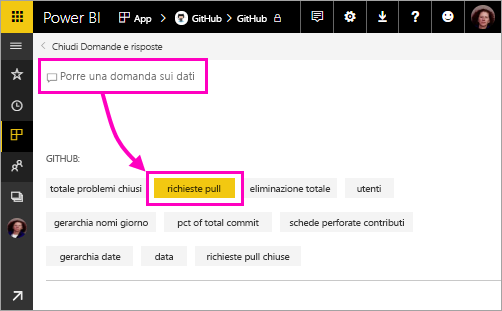 Power BI App > GitHub > GitHub
Chiudi Domande e risposte
Porre una domanda sui dati
GITHUB:
totale problemi chiusi richieste pull eliminazione totale utenti
gerarchia nomi giorno pct of total commit schede perforate contributi
gerarchia date data richieste pull chiuse